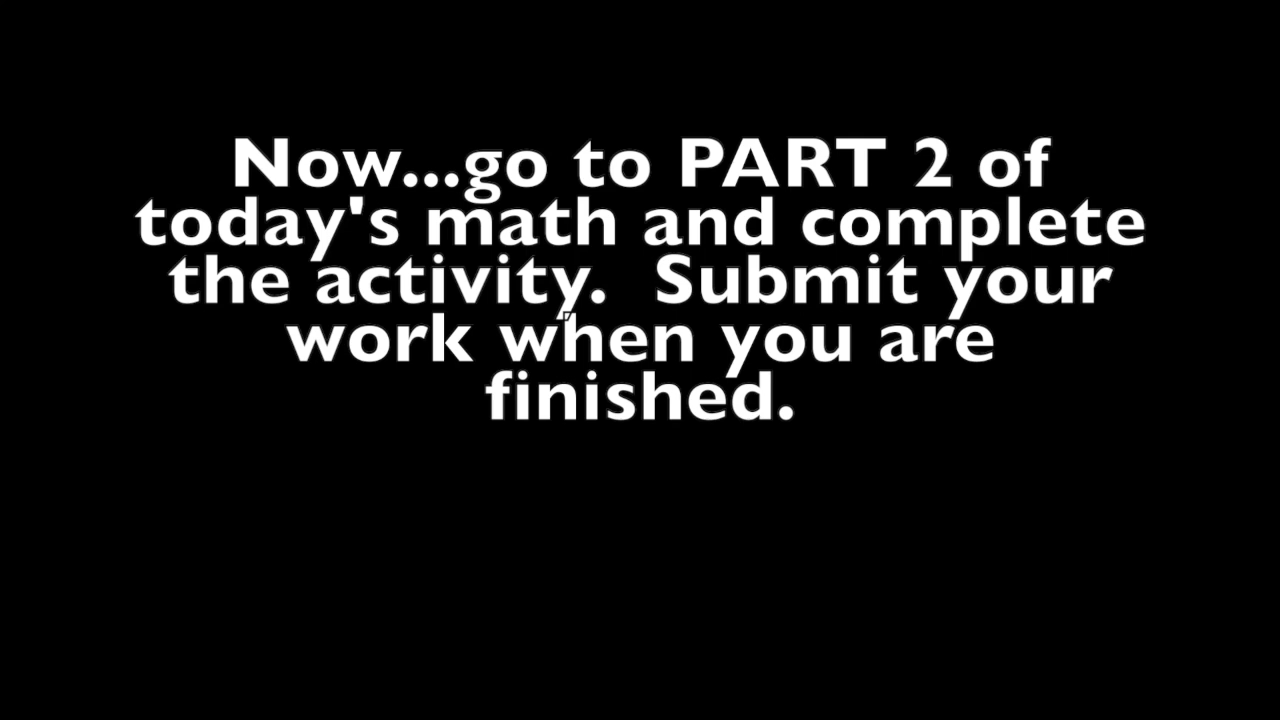 Now...go to PART 2 of
today's math and complete
the activity.  Submit your
work when you are
finished.